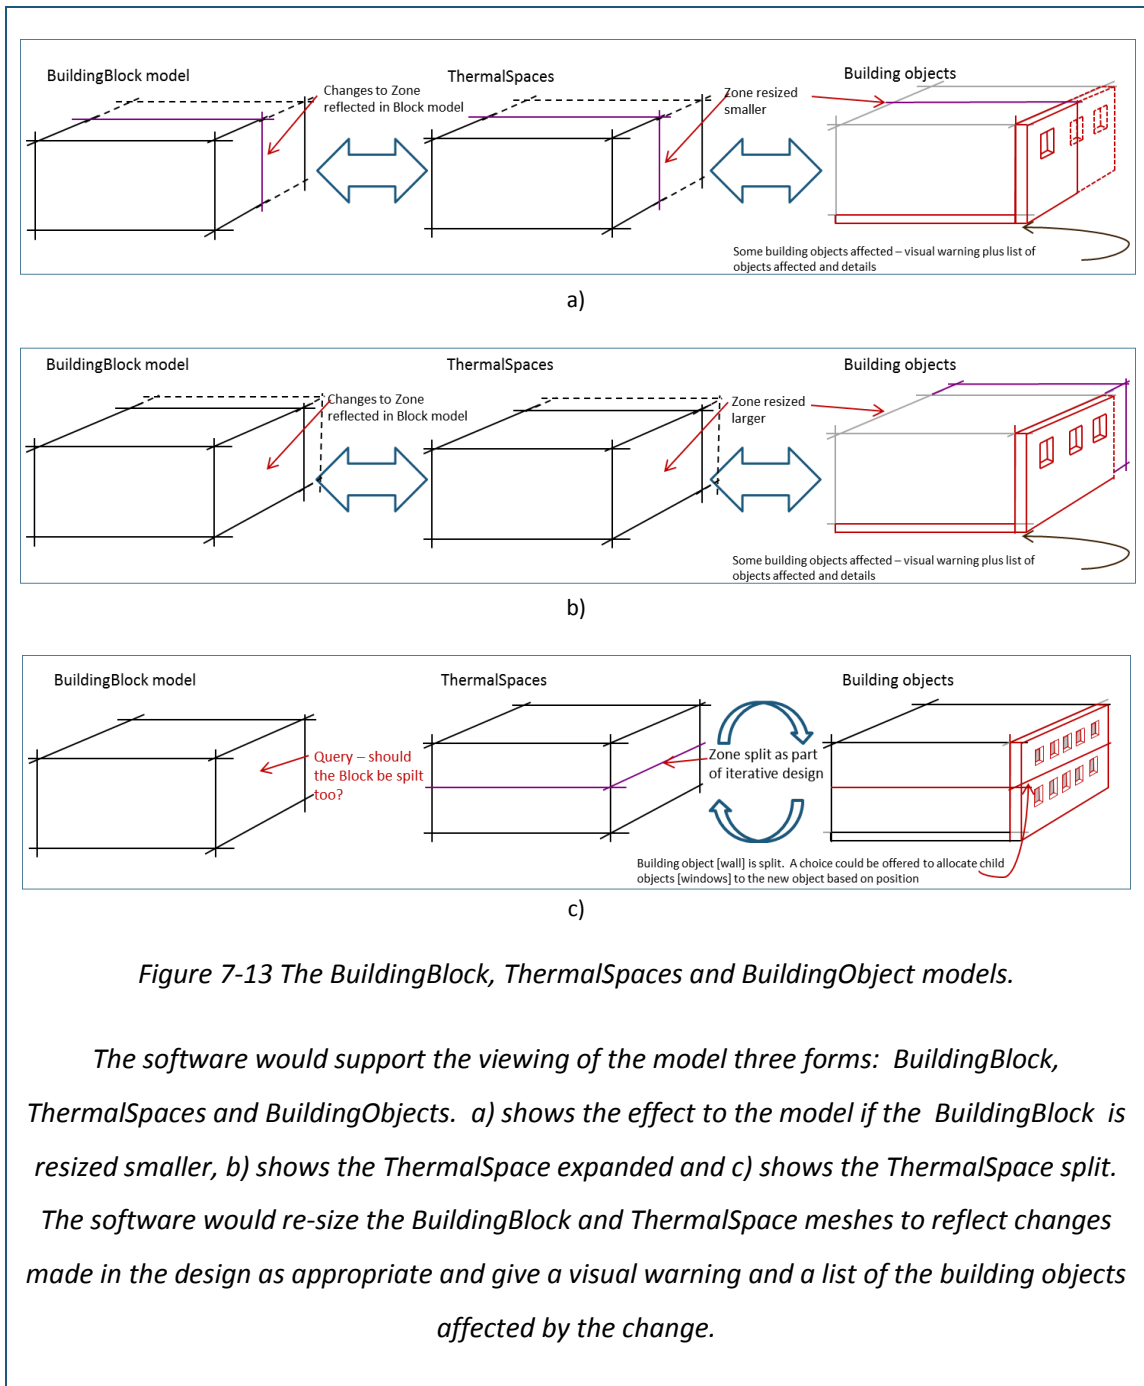 BuildingBlock model
ThermalSpaces
Building objects
Changes to Zone
reflected in Block model
Zone resized
smaller
Some building objects affected – visual warning plus list of
objects affected and details
a)
BuildingBlock model
ThermalSpaces
Building objects
Changes to Zone
reflected in Block model
Zone resized
larger
Some building objects affected – visual warning plus list of
objects affected and details
b)
BuildingBlock model
ThermalSpaces
Building objects
Query – should
the Block be spilt
too?
Zone split as part
of iterative design
Building object [wall] is split. A choice could be offered to allocate child
objects [windows] to the new object based on position
c)
Figure 7-13 The BuildingBlock, ThermalSpaces and BuildingObject models.
The software would support the viewing of the model three forms: BuildingBlock,
ThermalSpaces and BuildingObjects. a) shows the effect to the model if the BuildingBlock is
resized smaller, b) shows the ThermalSpace expanded and c) shows the ThermalSpace split.
The software would re-size the BuildingBlock and ThermalSpace meshes to reflect changes
made in the design as appropriate and give a visual warning and a list of the building objects
affected by the change.